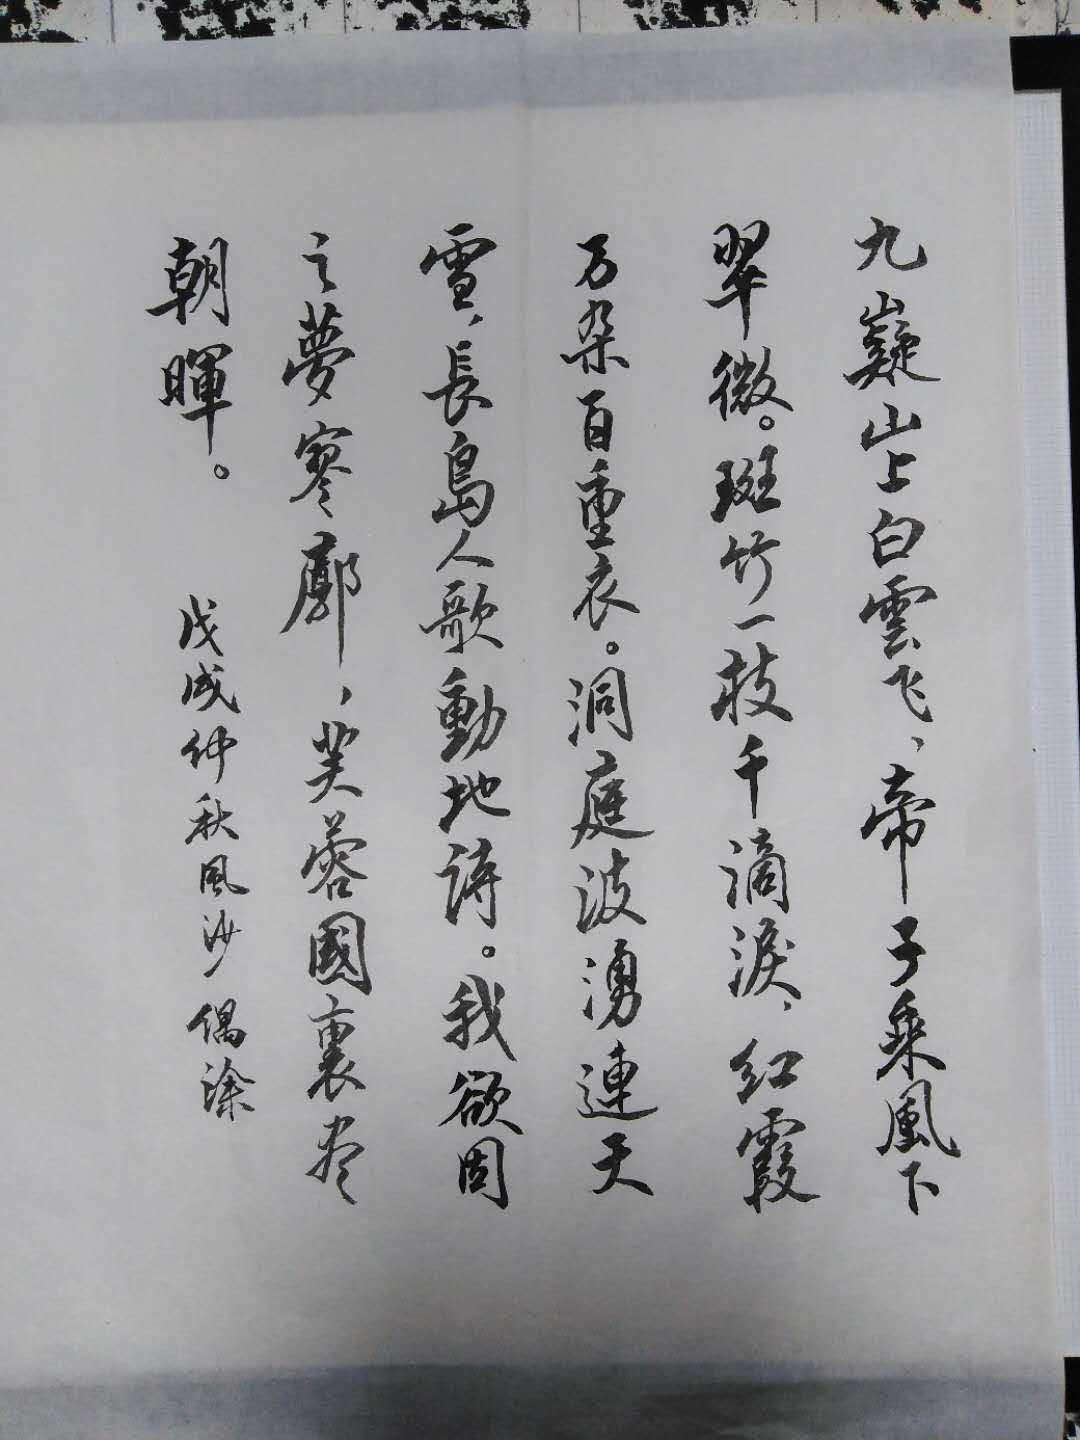 九嶷山上白雲飞、帝子乘風下
翠微。斑竹一枝千滴淚、红霞
万朵百重衣。洞庭波湧連天
雪、長島人歌動地詩。我欲因
之夢寥廓，芙蓉國裏尽
朝暉。
戊戌仲秋風沙偶涂